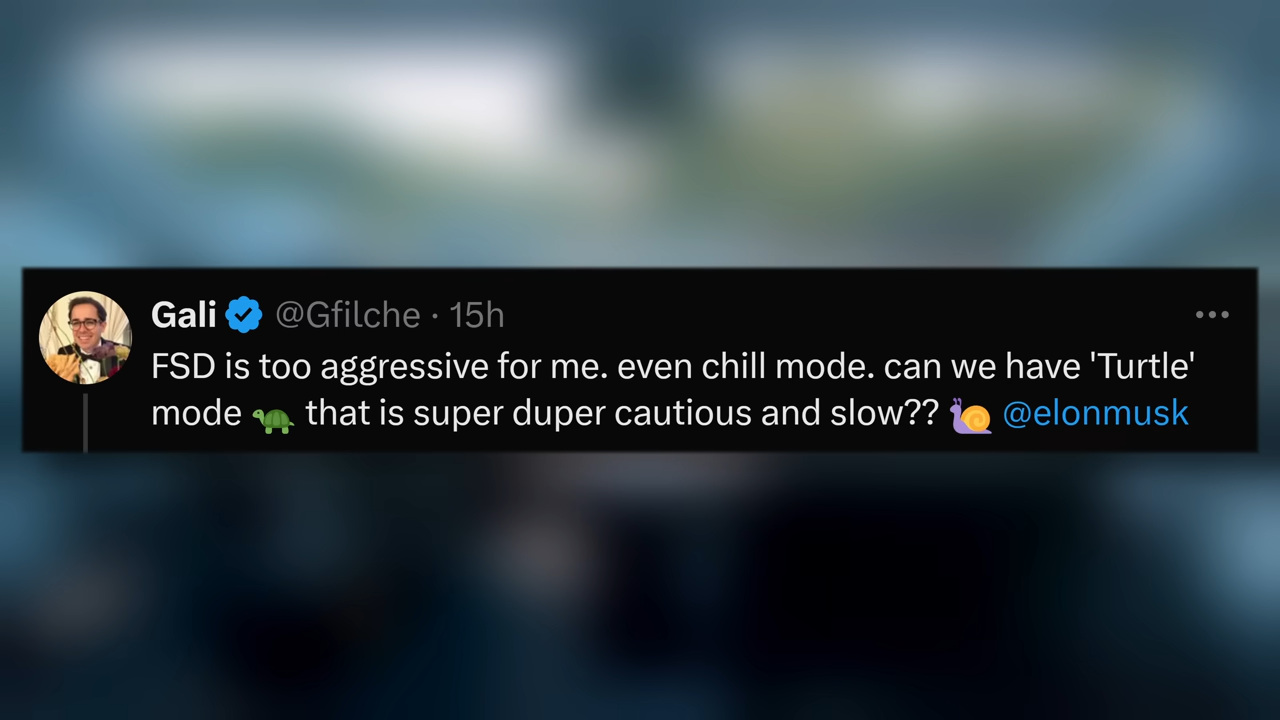 Gali @Gfilche · 15h
FSD is too aggressive for me. even chill mode. can we have 'Turtle'
mode 🐢 that is super duper cautious and slow?? 🐌 @elonmusk